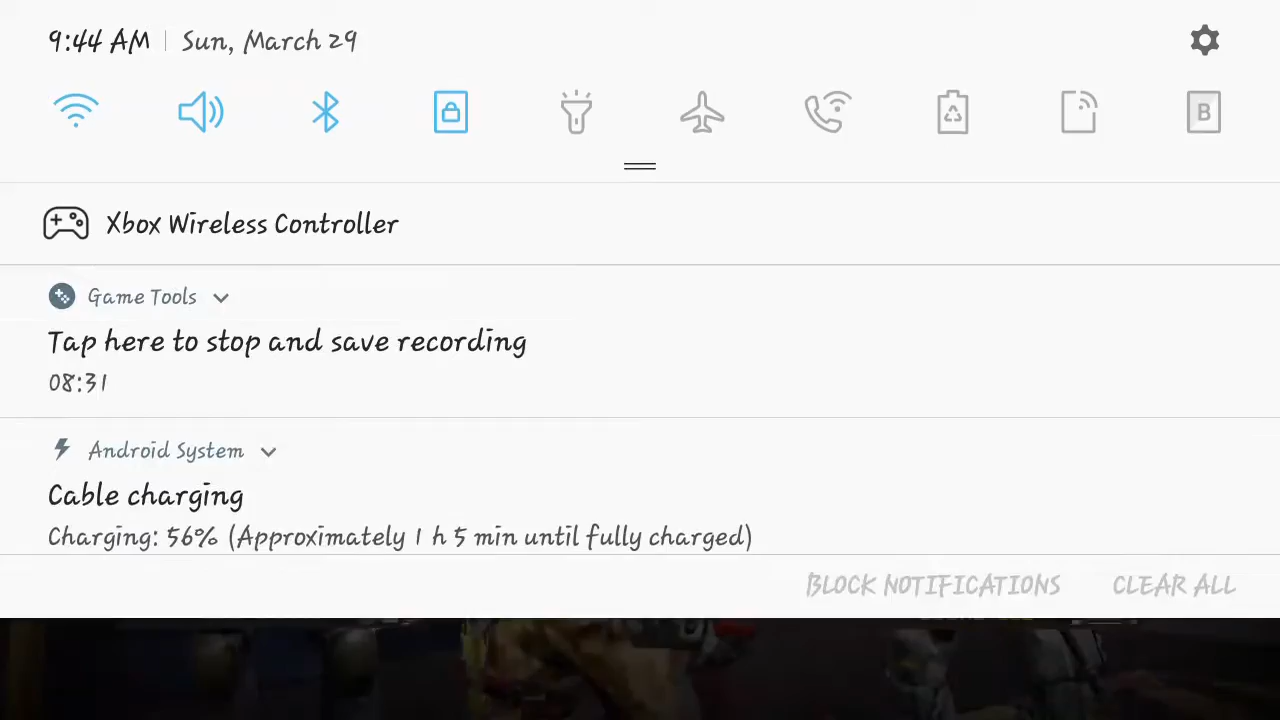 9:44 AM | Sun, March 29
B
Xbox Wireless Controller
Game Tools
Tap here to stop and save recording
08:31
Android System
Cable charging
Charging: 56% (Approximately 1 h 5 min until fully charged)
BLOCK NOTIFICATIONS CLEAR ALL